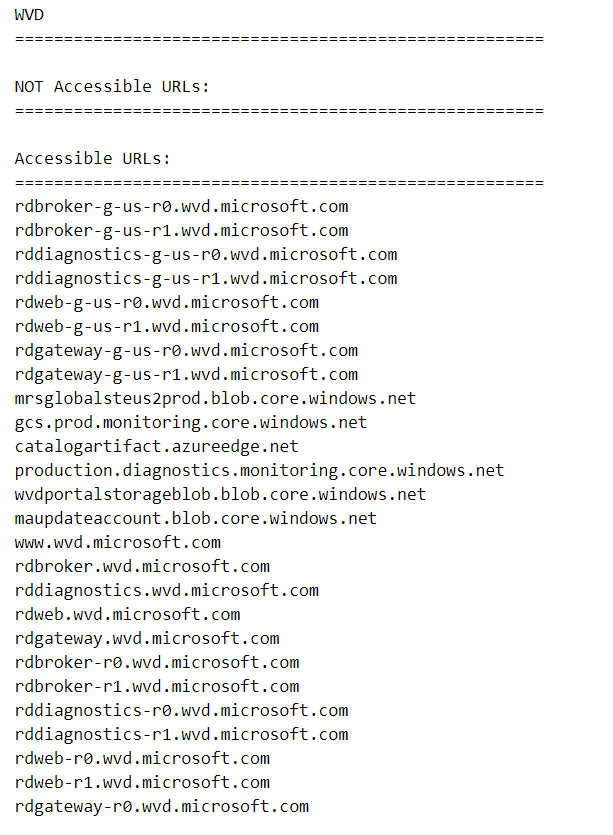 WVD
======================================================
NOT Accessible URLs:
======================================================
Accessible URLs:
======================================================
rdbroker-g-us-r0.wvd.microsoft.com
rdbroker-g-us-r1.wvd.microsoft.com
rddiagnostics-g-us-r0.wvd.microsoft.com
rddiagnostics-g-us-r1.wvd.microsoft.com
rdweb-g-us-r0.wvd.microsoft.com
rdweb-g-us-r1.wvd.microsoft.com
rdgateway-g-us-r0.wvd.microsoft.com
rdgateway-g-us-r1.wvd.microsoft.com
mrsglobalsteus2prod.blob.core.windows.net
gcs.prod.monitoring.core.windows.net
catalogartifact.azureedge.net
production.diagnostics.monitoring.core.windows.net
wvdportalstorageblob.blob.core.windows.net
maupdateaccount.blob.core.windows.net
www.wvd.microsoft.com
rdbroker.wvd.microsoft.com
rddiagnostics.wvd.microsoft.com
rdweb.wvd.microsoft.com
rdgateway.wvd.microsoft.com
rdbroker-r0.wvd.microsoft.com
rdbroker-r1.wvd.microsoft.com
rddiagnostics-r0.wvd.microsoft.com
rddiagnostics-r1.wvd.microsoft.com
rdweb-r0.wvd.microsoft.com
rdweb-r1.wvd.microsoft.com
rdgateway-r0.wvd.microsoft.com